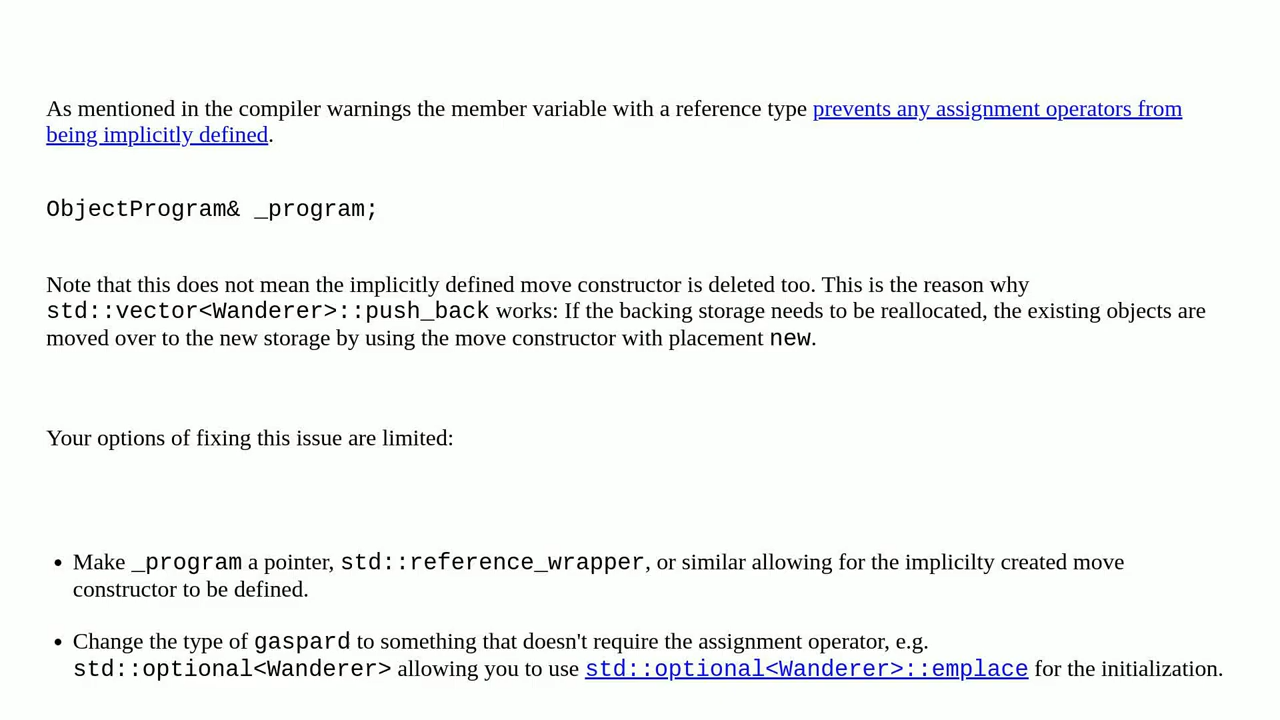 As mentioned in the compiler warnings the member variable with a reference type prevents any assignment operators from
being implicitly defined.
ObjectProgram& _program;
Note that this does not mean the implicitly defined move constructor is deleted too. This is the reason why
std::vector<Wanderer>::push_back works: If the backing storage needs to be reallocated, the existing objects are
moved over to the new storage by using the move constructor with placement new.
Your options of fixing this issue are limited:
• Make _program a pointer, std::reference_wrapper, or similar allowing for the implicilty created move
constructor to be defined.
• Change the type of gaspard to something that doesn't require the assignment operator, e.g.
std::optional<Wanderer> allowing you to use std::optional<Wanderer>::emplace for the initialization.